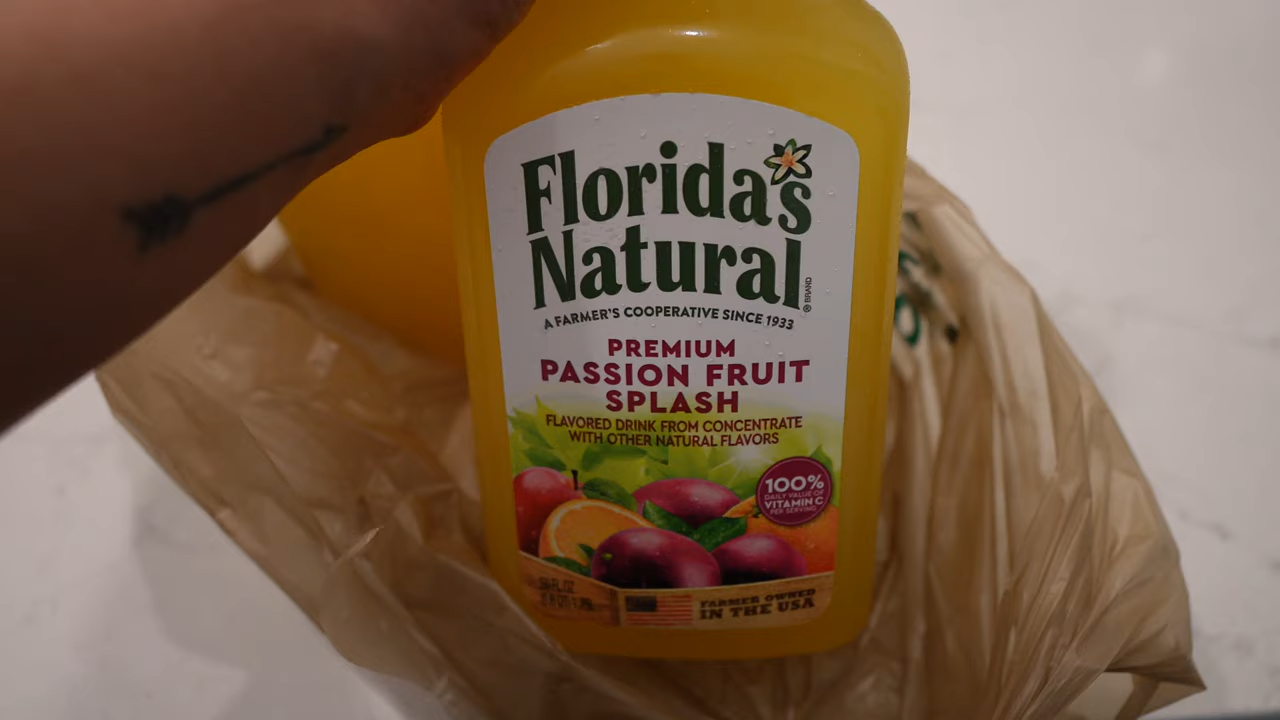 Florida's
Natural
® BRAND
A FARMER'S COOPERATIVE SINCE 1933
PREMIUM
PASSION FRUIT
SPLASH
FLAVORED DRINK FROM CONCENTRATE
WITH OTHER NATURAL FLAVORS
100%
DAILY VALUE OF
VITAMIN C
PER SERVING
FARMER OWNED
IN THE USA